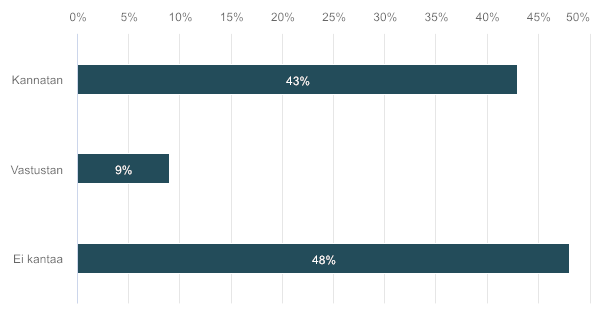 0% 5% 10% 15% 20% 25% 30% 35% 40% 45% 50%
Kannatan 43%
Vastustan 9%
Ei kantaa 48%